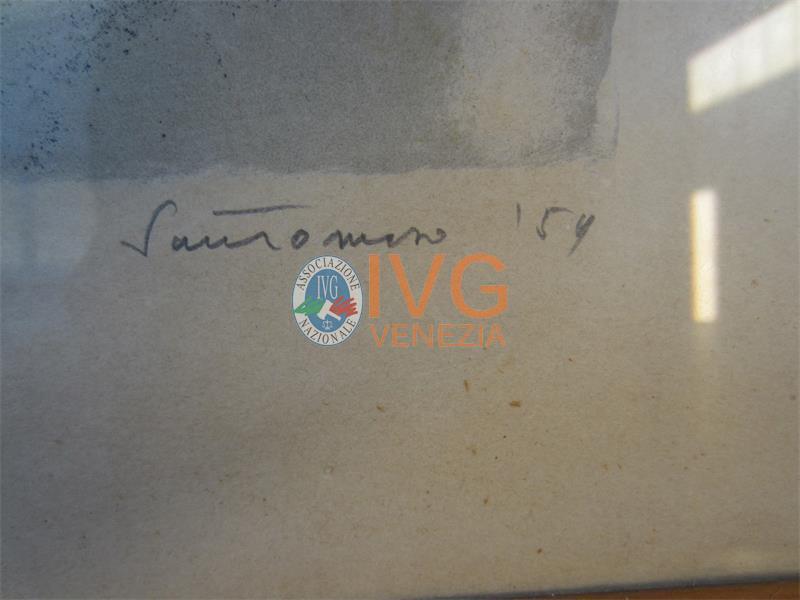 Santomaso '54
ASSOCIAZIONE
IVG
NAZIONALE
IVG
VENEZIA